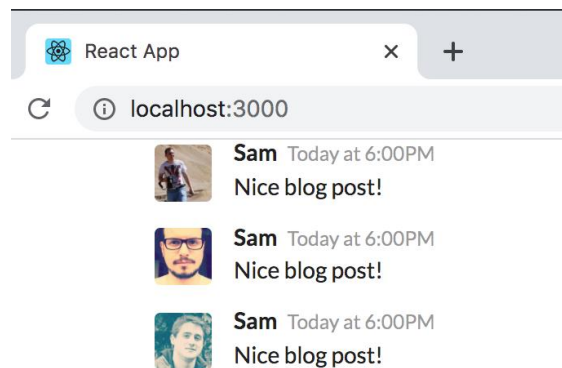 React App
localhost:3000
Sam Today at 6:00PM
Nice blog post!
Sam Today at 6:00PM
Nice blog post!
Sam Today at 6:00PM
Nice blog post!